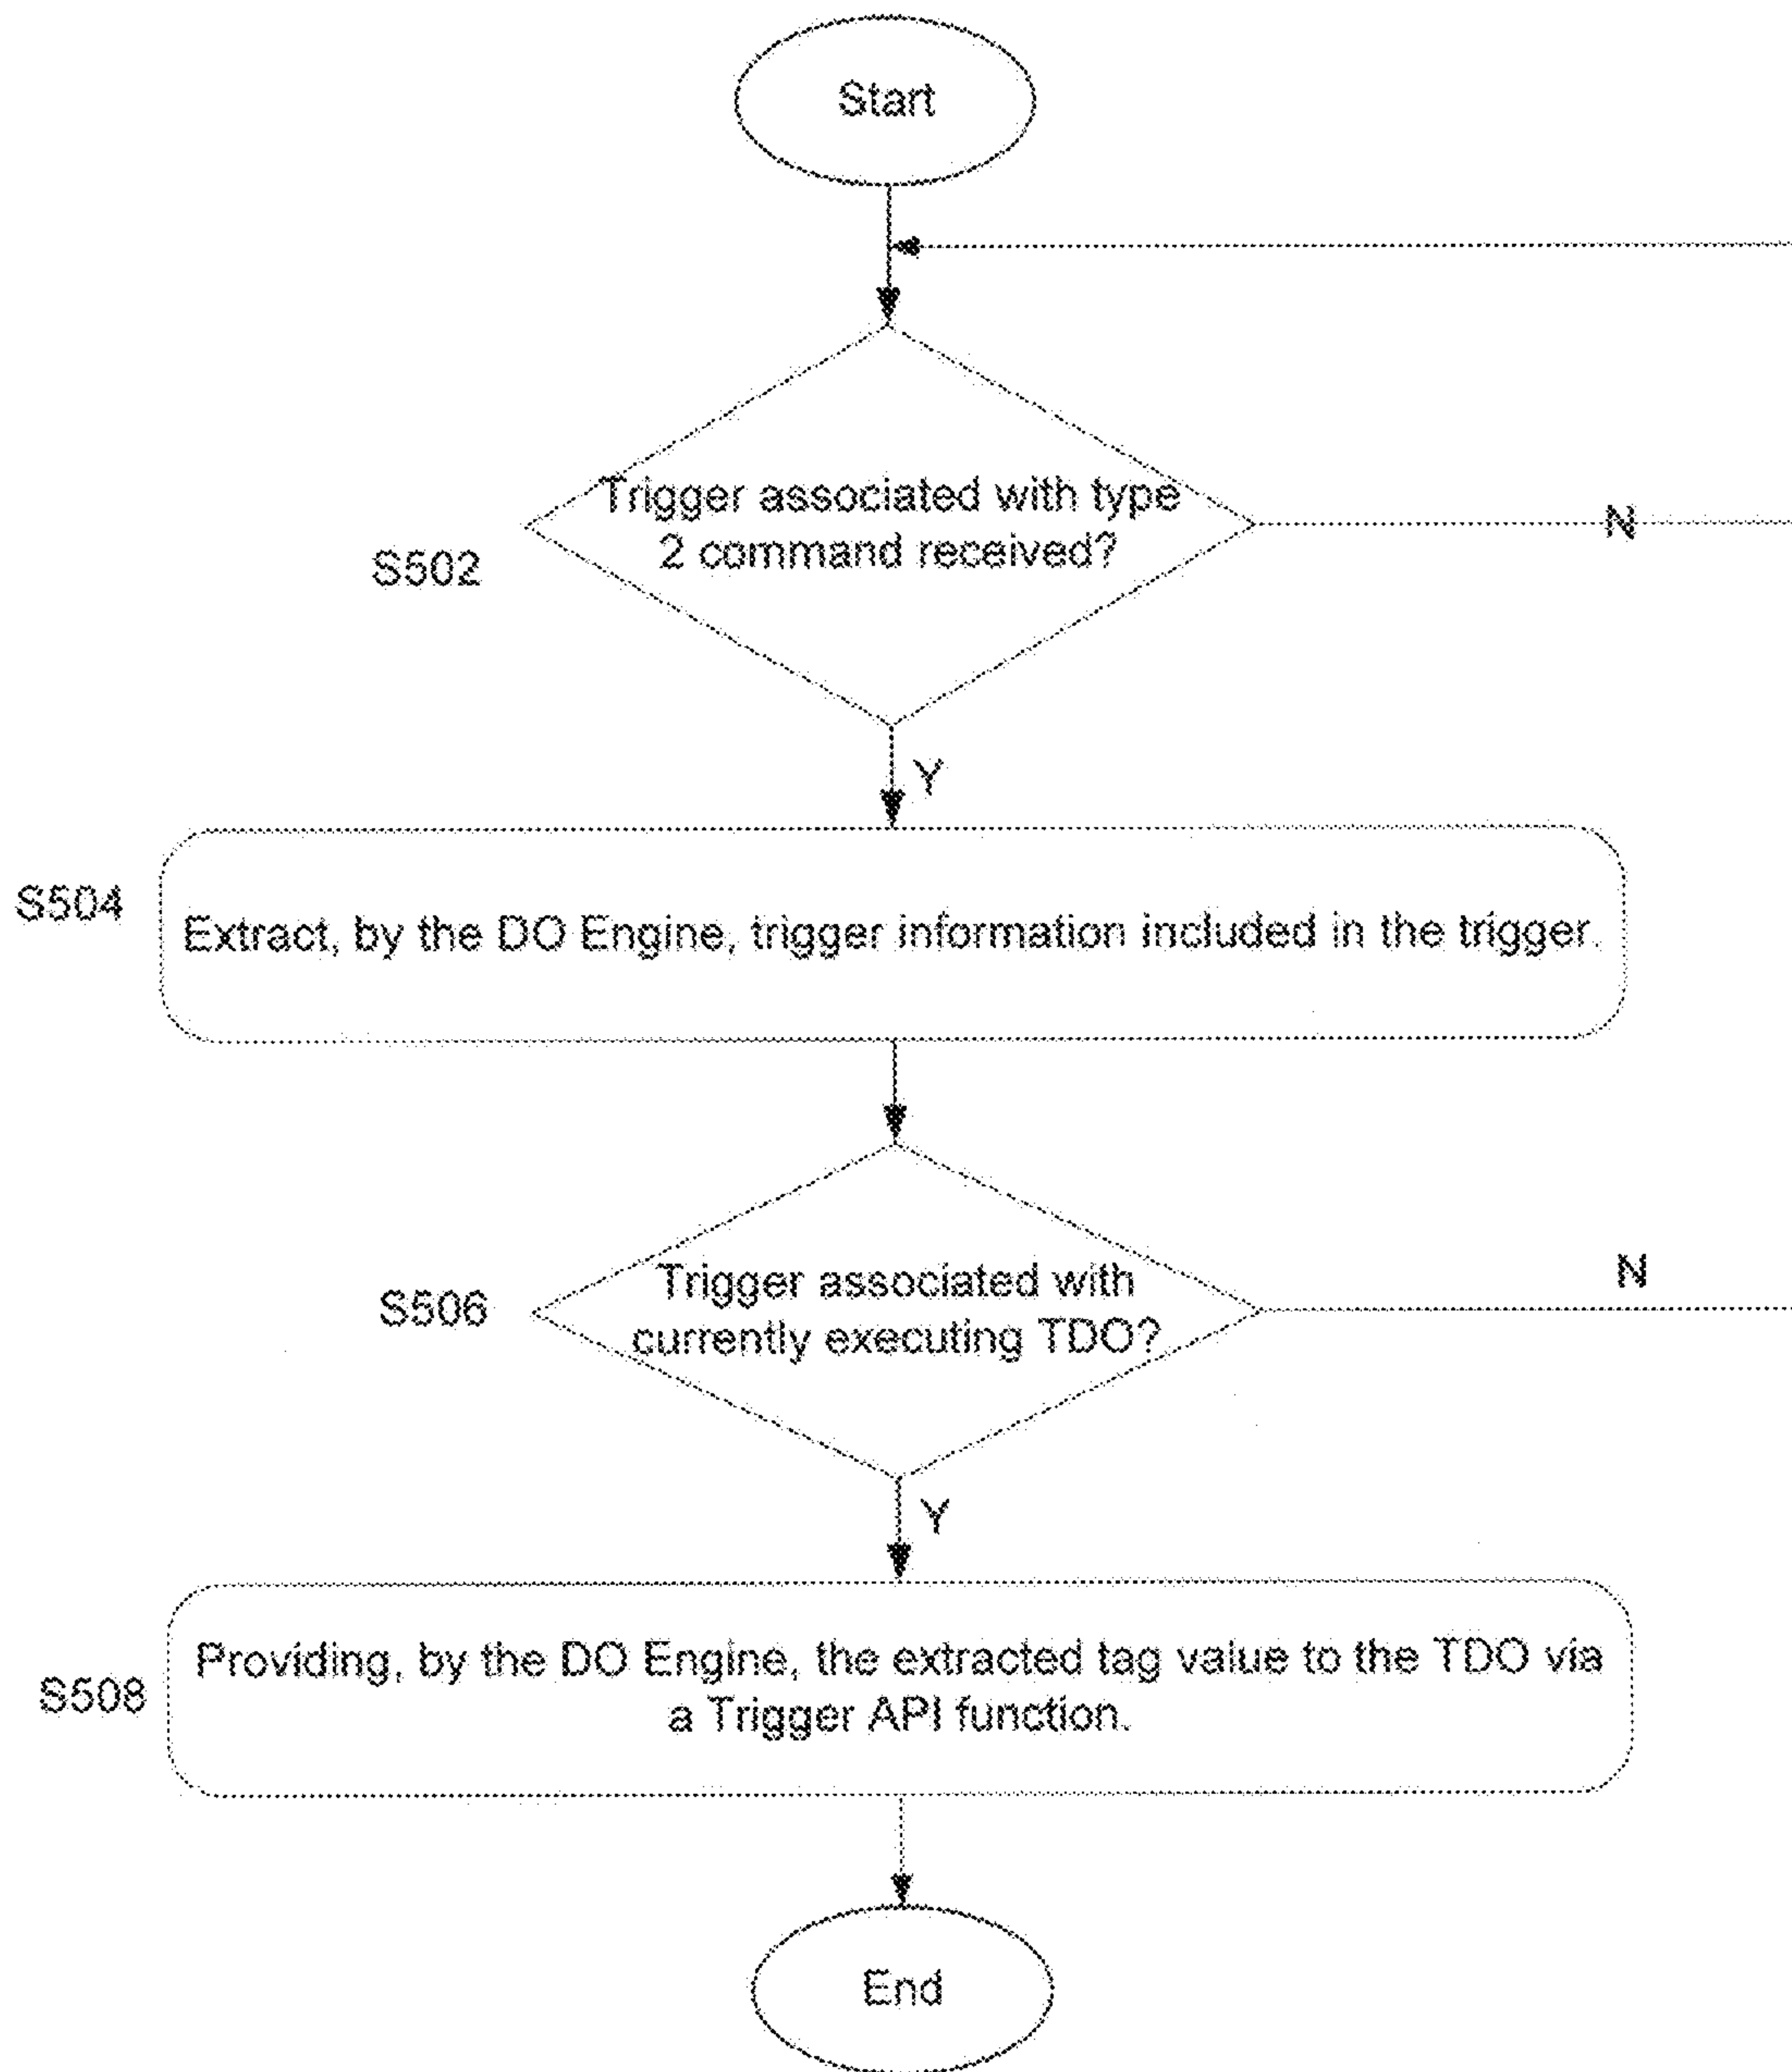 Start
Trigger associated with type
2 command received?
N
S502
Y
S504
Extract, by the DO Engine, trigger information included in the trigger.
N
Trigger associated with
currently executing TDO?
S506
Y
Providing, by the DO Engine, the extracted tag value to the TDO via
a Trigger API function.
S508
End